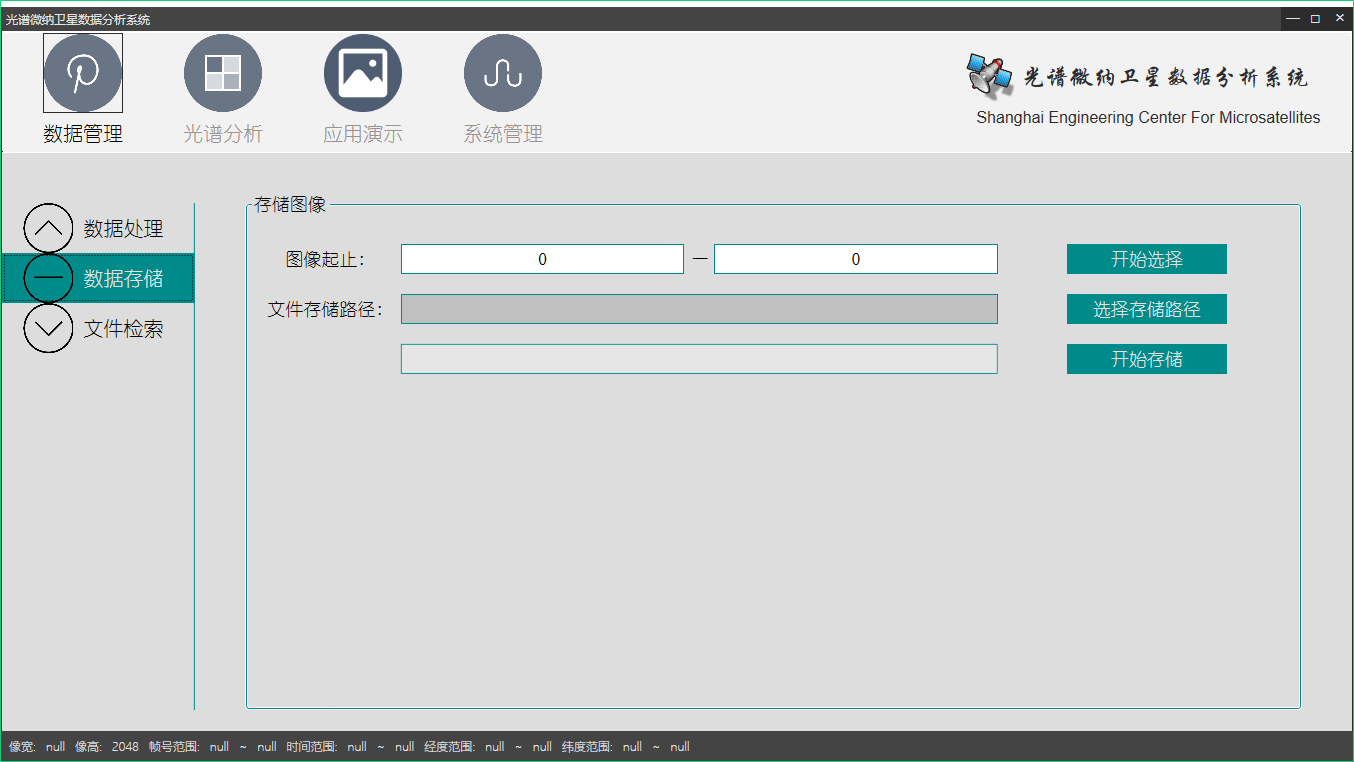 光谱微纳卫星数据分析系统
数据管理
光谱分析
应用演示
系统管理
光谱微纳卫星数据分析系统
Shanghai Engineering Center For Microsatellites
数据处理
数据存储
文件检索
存储图像
图像起止： 0 — 0 开始选择
文件存储路径： 选择存储路径
开始存储
像宽: null 像高: 2048 帧号范围: null ~ null 时间范围: null ~ null 经度范围: null ~ null 纬度范围: null ~ null